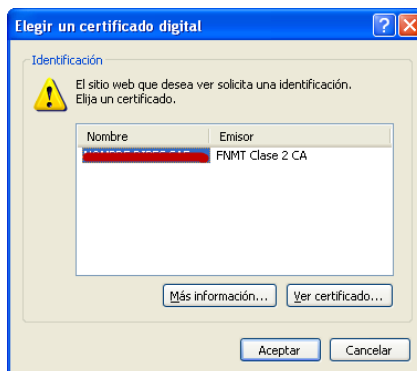 Elegir un certificado digital
Identificación
El sitio web que desea ver solicita una identificación.
Elija un certificado.
Nombre Emisor
FNMT Clase 2 CA
Más información... Ver certificado...
Aceptar Cancelar